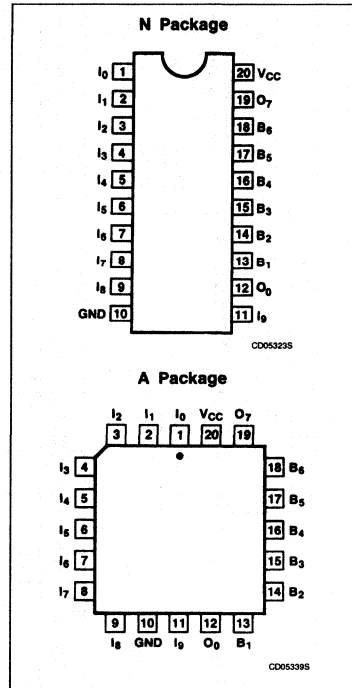 N Package
I0 1 20 VCC
I1 2 19 O7
I2 3 18 B6
I3 4 17 B5
I4 5 16 B4
I5 6 15 B3
I6 7 14 B2
I7 8 13 B1
I8 9 12 O0
GND 10 11 I9
CD05323S
A Package
I2 I1 I0 VCC O7
3 2 1 20 19
I3 4 18 B6
I4 5 17 B5
I5 6 16 B4
I6 7 15 B3
I7 8 14 B2
9 10 11 12 13
I8 GND I9 O0 B1
CD05339S